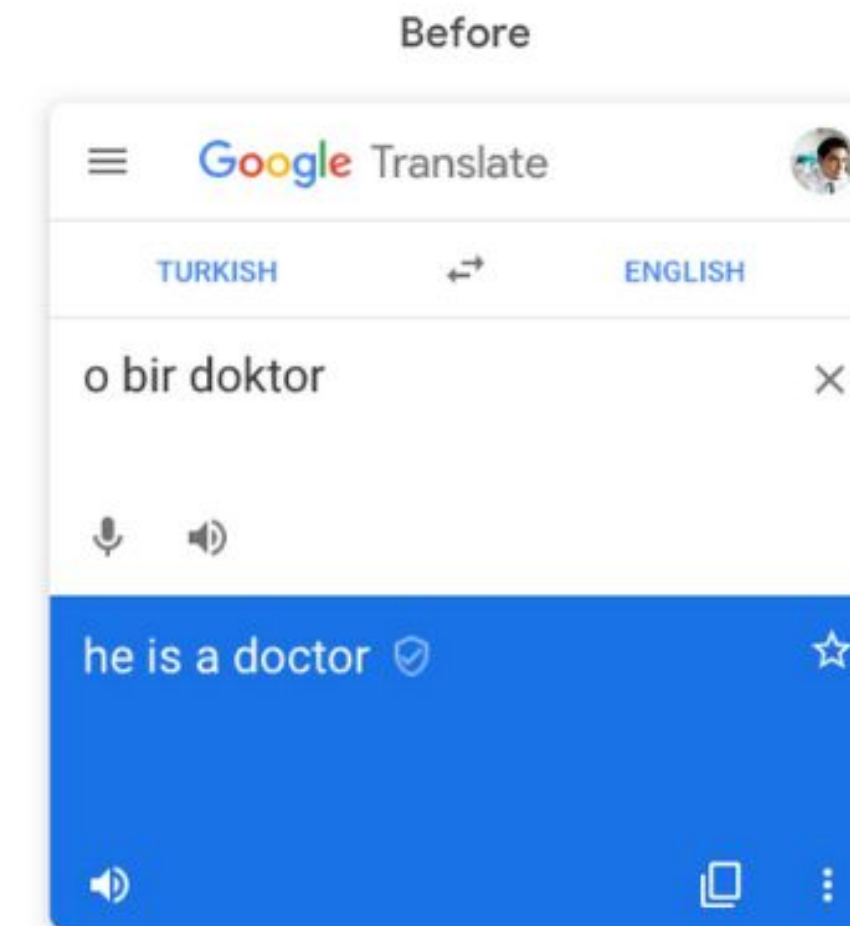 Before
Google Translate
TURKISH ENGLISH
o bir doktor
he is a doctor